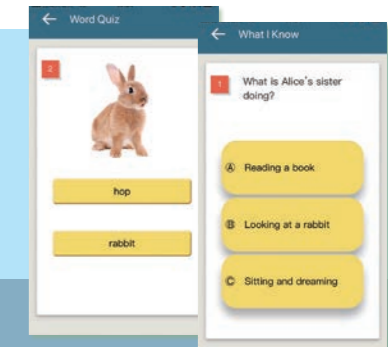 ← Word Quiz
2
hop
rabbit
← What I Know
1 What is Alice's sister
doing?
Ⓐ Reading a book
Ⓑ Looking at a rabbit
Ⓒ Sitting and dreaming